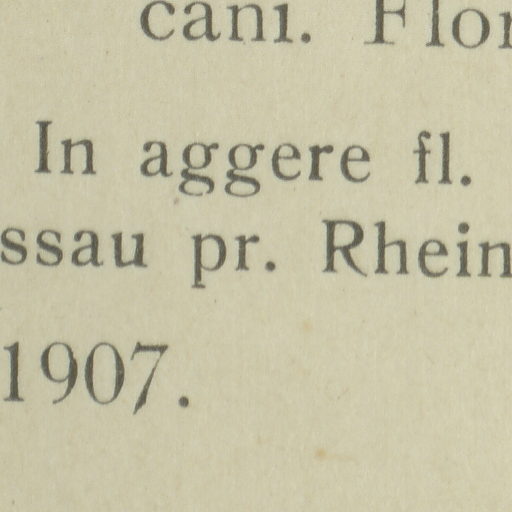 cani. Flor
In aggere fl.
ssau pr. Rhein
1907.